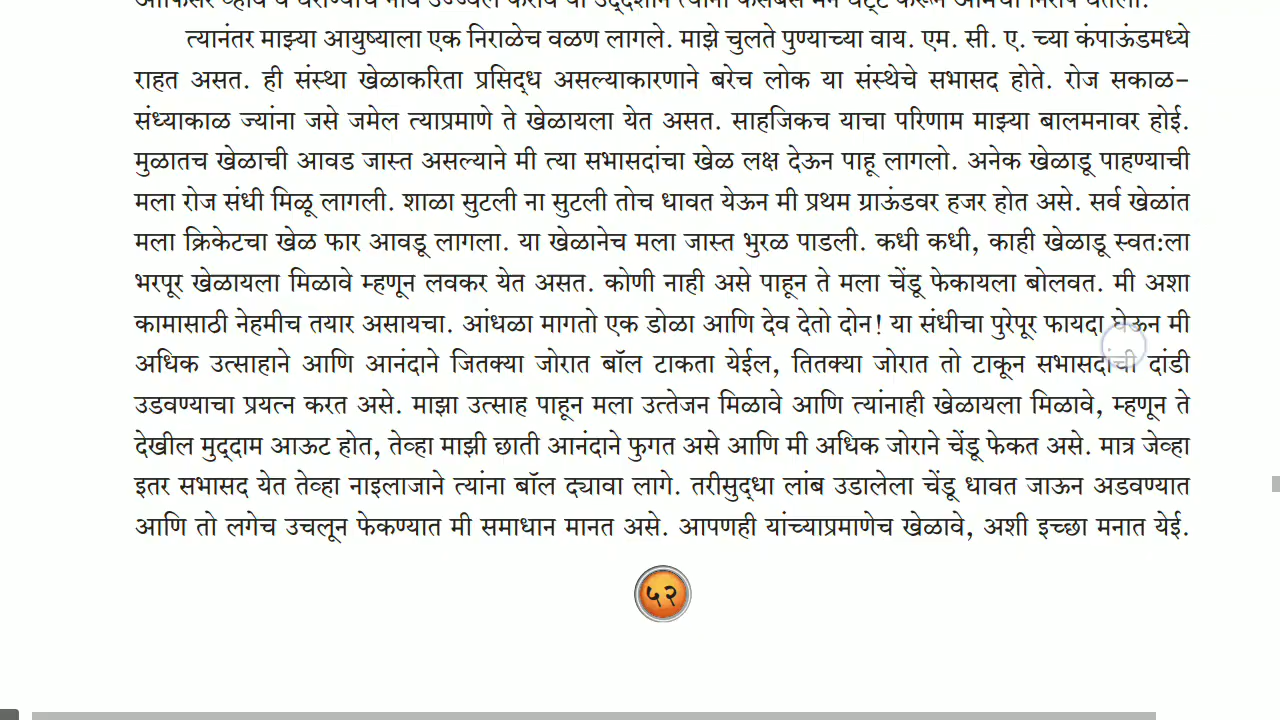 त्यानंतर माझ्या आयुष्याला एक निराळेच वळण लागले. माझे चुलते पुण्याच्या वाय. एम. सी. ए. च्या कंपाऊंडमध्ये
राहत असत. ही संस्था खेळाकरिता प्रसिद्ध असल्याकारणाने बरेच लोक या संस्थेचे सभासद होते. रोज सकाळ-
संध्याकाळ ज्यांना जसे जमेल त्याप्रमाणे ते खेळायला येत असत. साहजिकच याचा परिणाम माझ्या बालमनावर होई.
मुळातच खेळाची आवड जास्त असल्याने मी त्या सभासदांचा खेळ लक्ष देऊन पाहू लागलो. अनेक खेळाडू पाहण्याची
मला रोज संधी मिळू लागली. शाळा सुटली ना सुटली तोच धावत येऊन मी प्रथम ग्राऊंडवर हजर होत असे. सर्व खेळांत
मला क्रिकेटचा खेळ फार आवडू लागला. या खेळानेच मला जास्त भुरळ पाडली. कधी कधी, काही खेळाडू स्वत:ला
भरपूर खेळायला मिळावे म्हणून लवकर येत असत. कोणी नाही असे पाहून ते मला चेंडू फेकायला बोलवत. मी अशा
कामासाठी नेहमीच तयार असायचा. आंधळा मागतो एक डोळा आणि देव देतो दोन! या संधीचा पुरेपूर फायदा घेऊन मी
अधिक उत्साहाने आणि आनंदाने जितक्या जोरात बॉल टाकता येईल, तितक्या जोरात तो टाकून सभासदांची दांडी
उडवण्याचा प्रयत्न करत असे. माझा उत्साह पाहून मला उत्तेजन मिळावे आणि त्यांनाही खेळायला मिळावे, म्हणून ते
देखील मुद्दाम आऊट होत, तेव्हा माझी छाती आनंदाने फुगत असे आणि मी अधिक जोराने चेंडू फेकत असे. मात्र जेव्हा
इतर सभासद येत तेव्हा नाइलाजाने त्यांना बॉल द्यावा लागे. तरीसुद्धा लांब उडालेला चेंडू धावत जाऊन अडवण्यात
आणि तो लगेच उचलून फेकण्यात मी समाधान मानत असे. आपणही यांच्याप्रमाणेच खेळावे, अशी इच्छा मनात येई.
५२